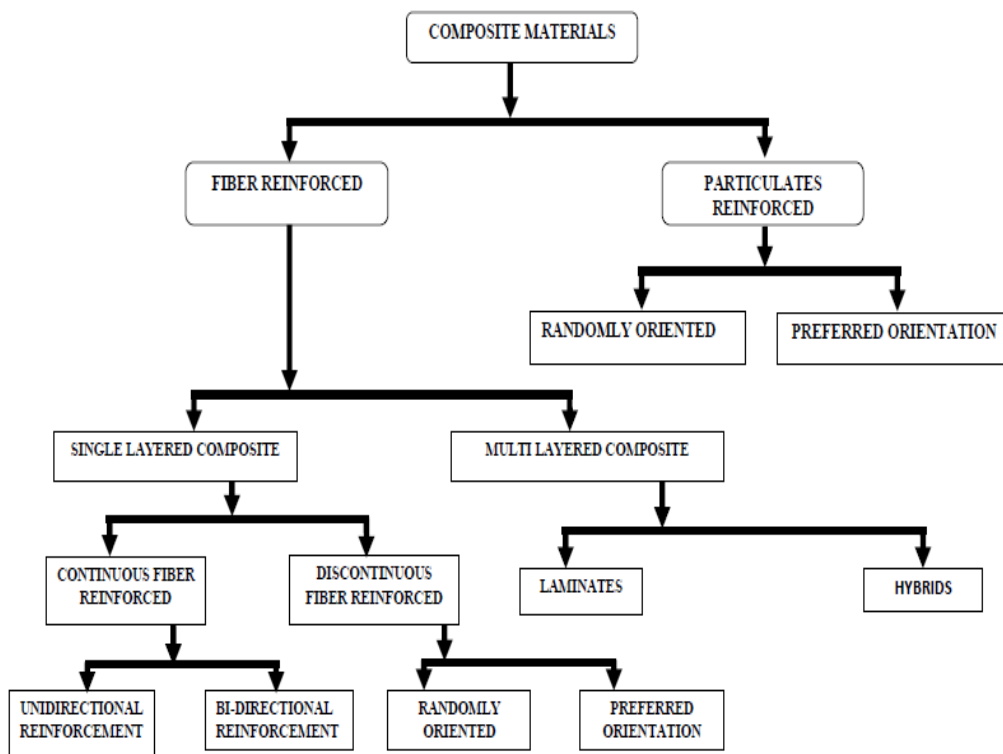 COMPOSITE MATERIALS
FIBER REINFORCED
PARTICULATES
REINFORCED
RANDOMLY ORIENTED
PREFERRED ORIENTATION
SINGLE LAYERED COMPOSITE
MULTI LAYERED COMPOSITE
CONTINUOUS FIBER
REINFORCED
DISCONTINUOUS
FIBER REINFORCED
LAMINATES
HYBRIDS
UNIDIRECTIONAL
REINFORCEMENT
BI-DIRECTIONAL
REINFORCEMENT
RANDOMLY
ORIENTED
PREFERRED
ORIENTATION